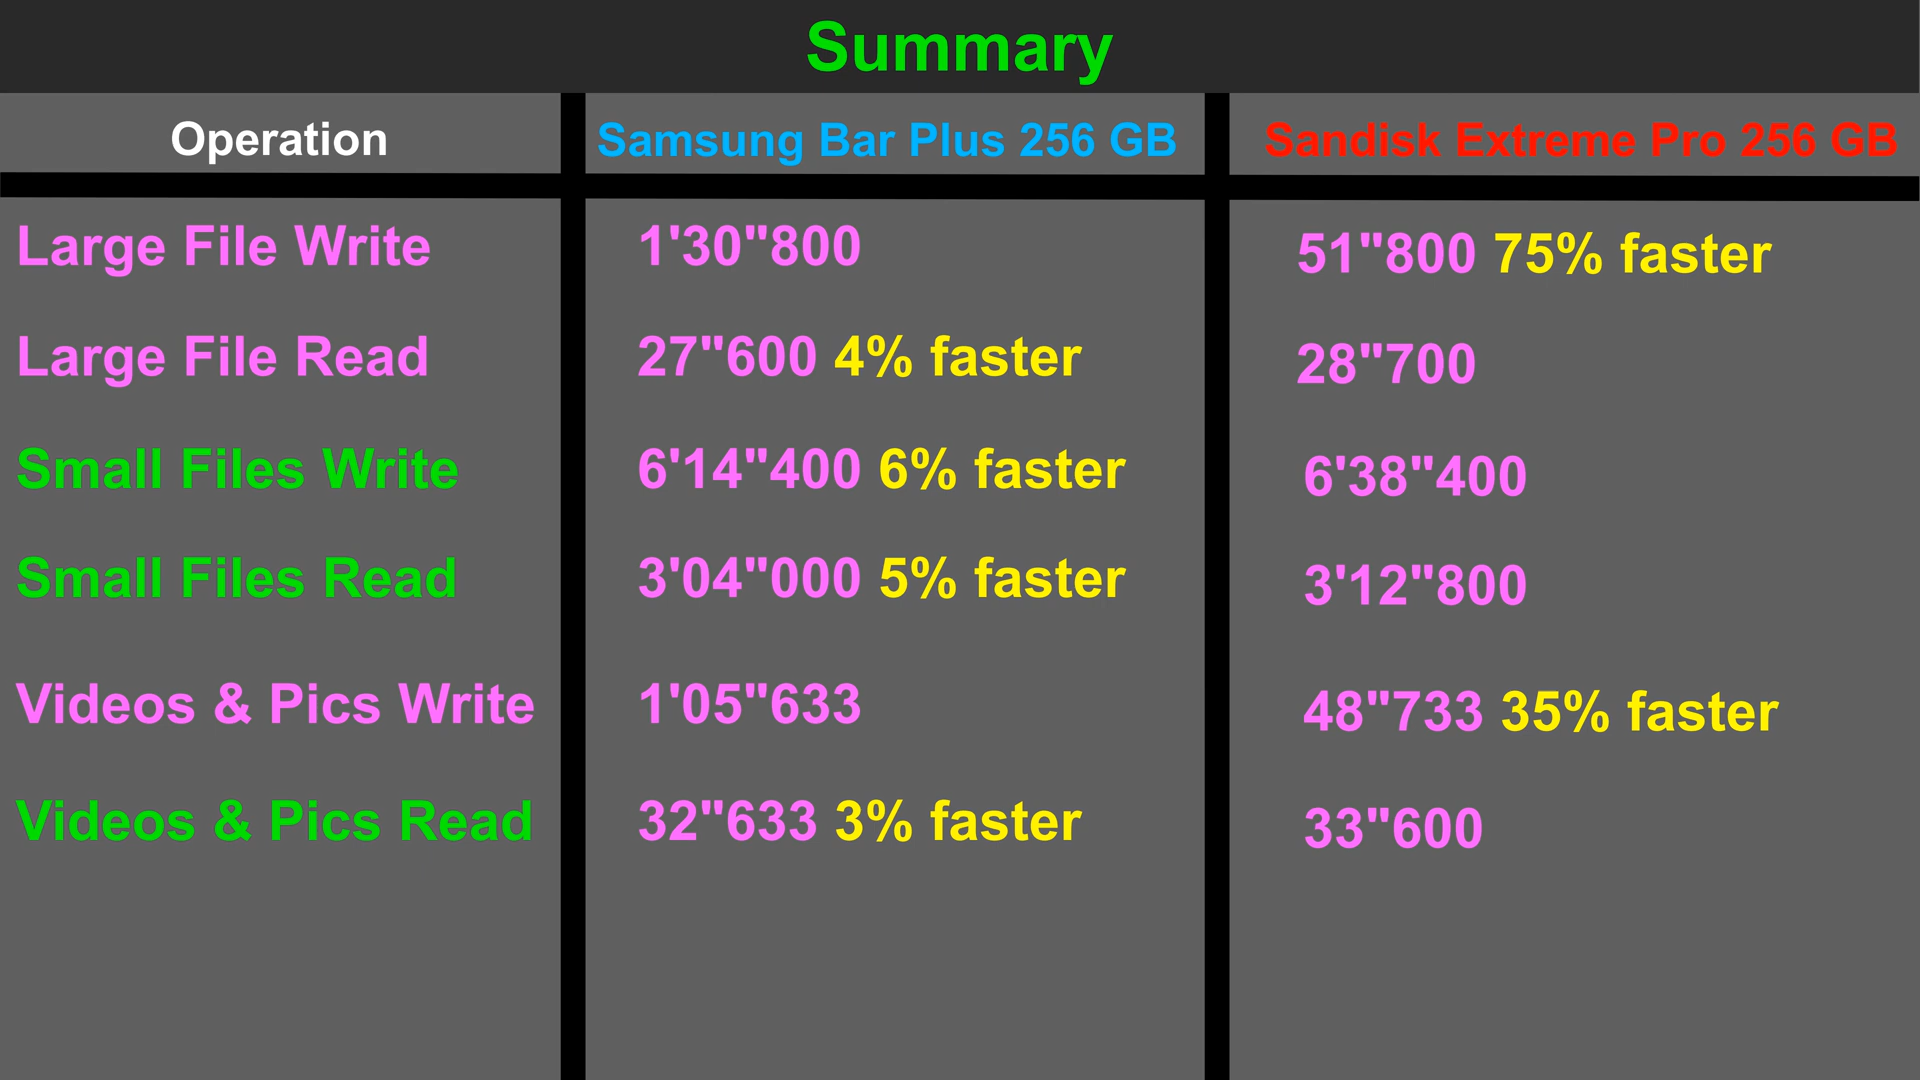 Summary
Operation Samsung Bar Plus 256 GB Sandisk Extreme Pro 256 GB
Large File Write 1'30"800 51"800 75% faster
Large File Read 27"600 4% faster 28"700
Small Files Write 6'14"400 6% faster 6'38"400
Small Files Read 3'04"000 5% faster 3'12"800
Videos & Pics Write 1'05"633 48"733 35% faster
Videos & Pics Read 32"633 3% faster 33"600